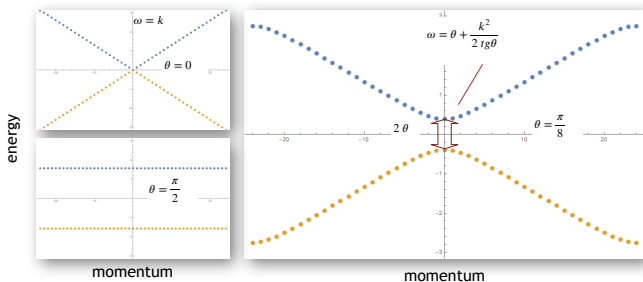 ω = k
θ = 0
energy
θ = π/2
momentum
3
ω = θ + k²/(2 tgθ)
1
2 θ
θ = π/8
−20
−10
10
20
−1
−2
−3
momentum